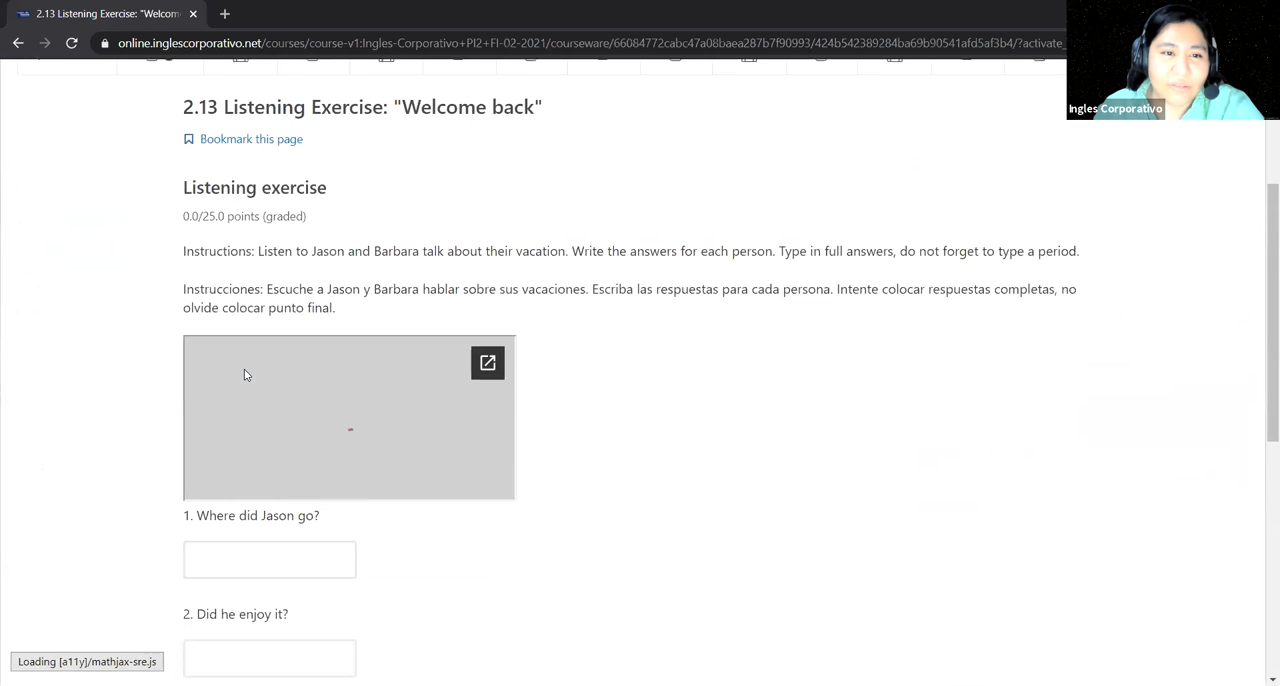 2.13 Listening Exercise: "Welcom
online.inglescorporativo.net/courses/course-v1:Ingles-Corporativo+PI2+FI-02-2021/courseware/66084772cabc47a08baea287b7f90993/424b542389284ba69b90541afd5af3b4/?activate_
Ingles Corporativo
2.13 Listening Exercise: "Welcome back"
Bookmark this page
Listening exercise
0.0/25.0 points (graded)
Instructions: Listen to Jason and Barbara talk about their vacation. Write the answers for each person. Type in full answers, do not forget to type a period.
Instrucciones: Escuche a Jason y Barbara hablar sobre sus vacaciones. Escriba las respuestas para cada persona. Intente colocar respuestas completas, no
olvide colocar punto final.
1. Where did Jason go?
2. Did he enjoy it?
Loading [a11y]/mathjax-sre.js